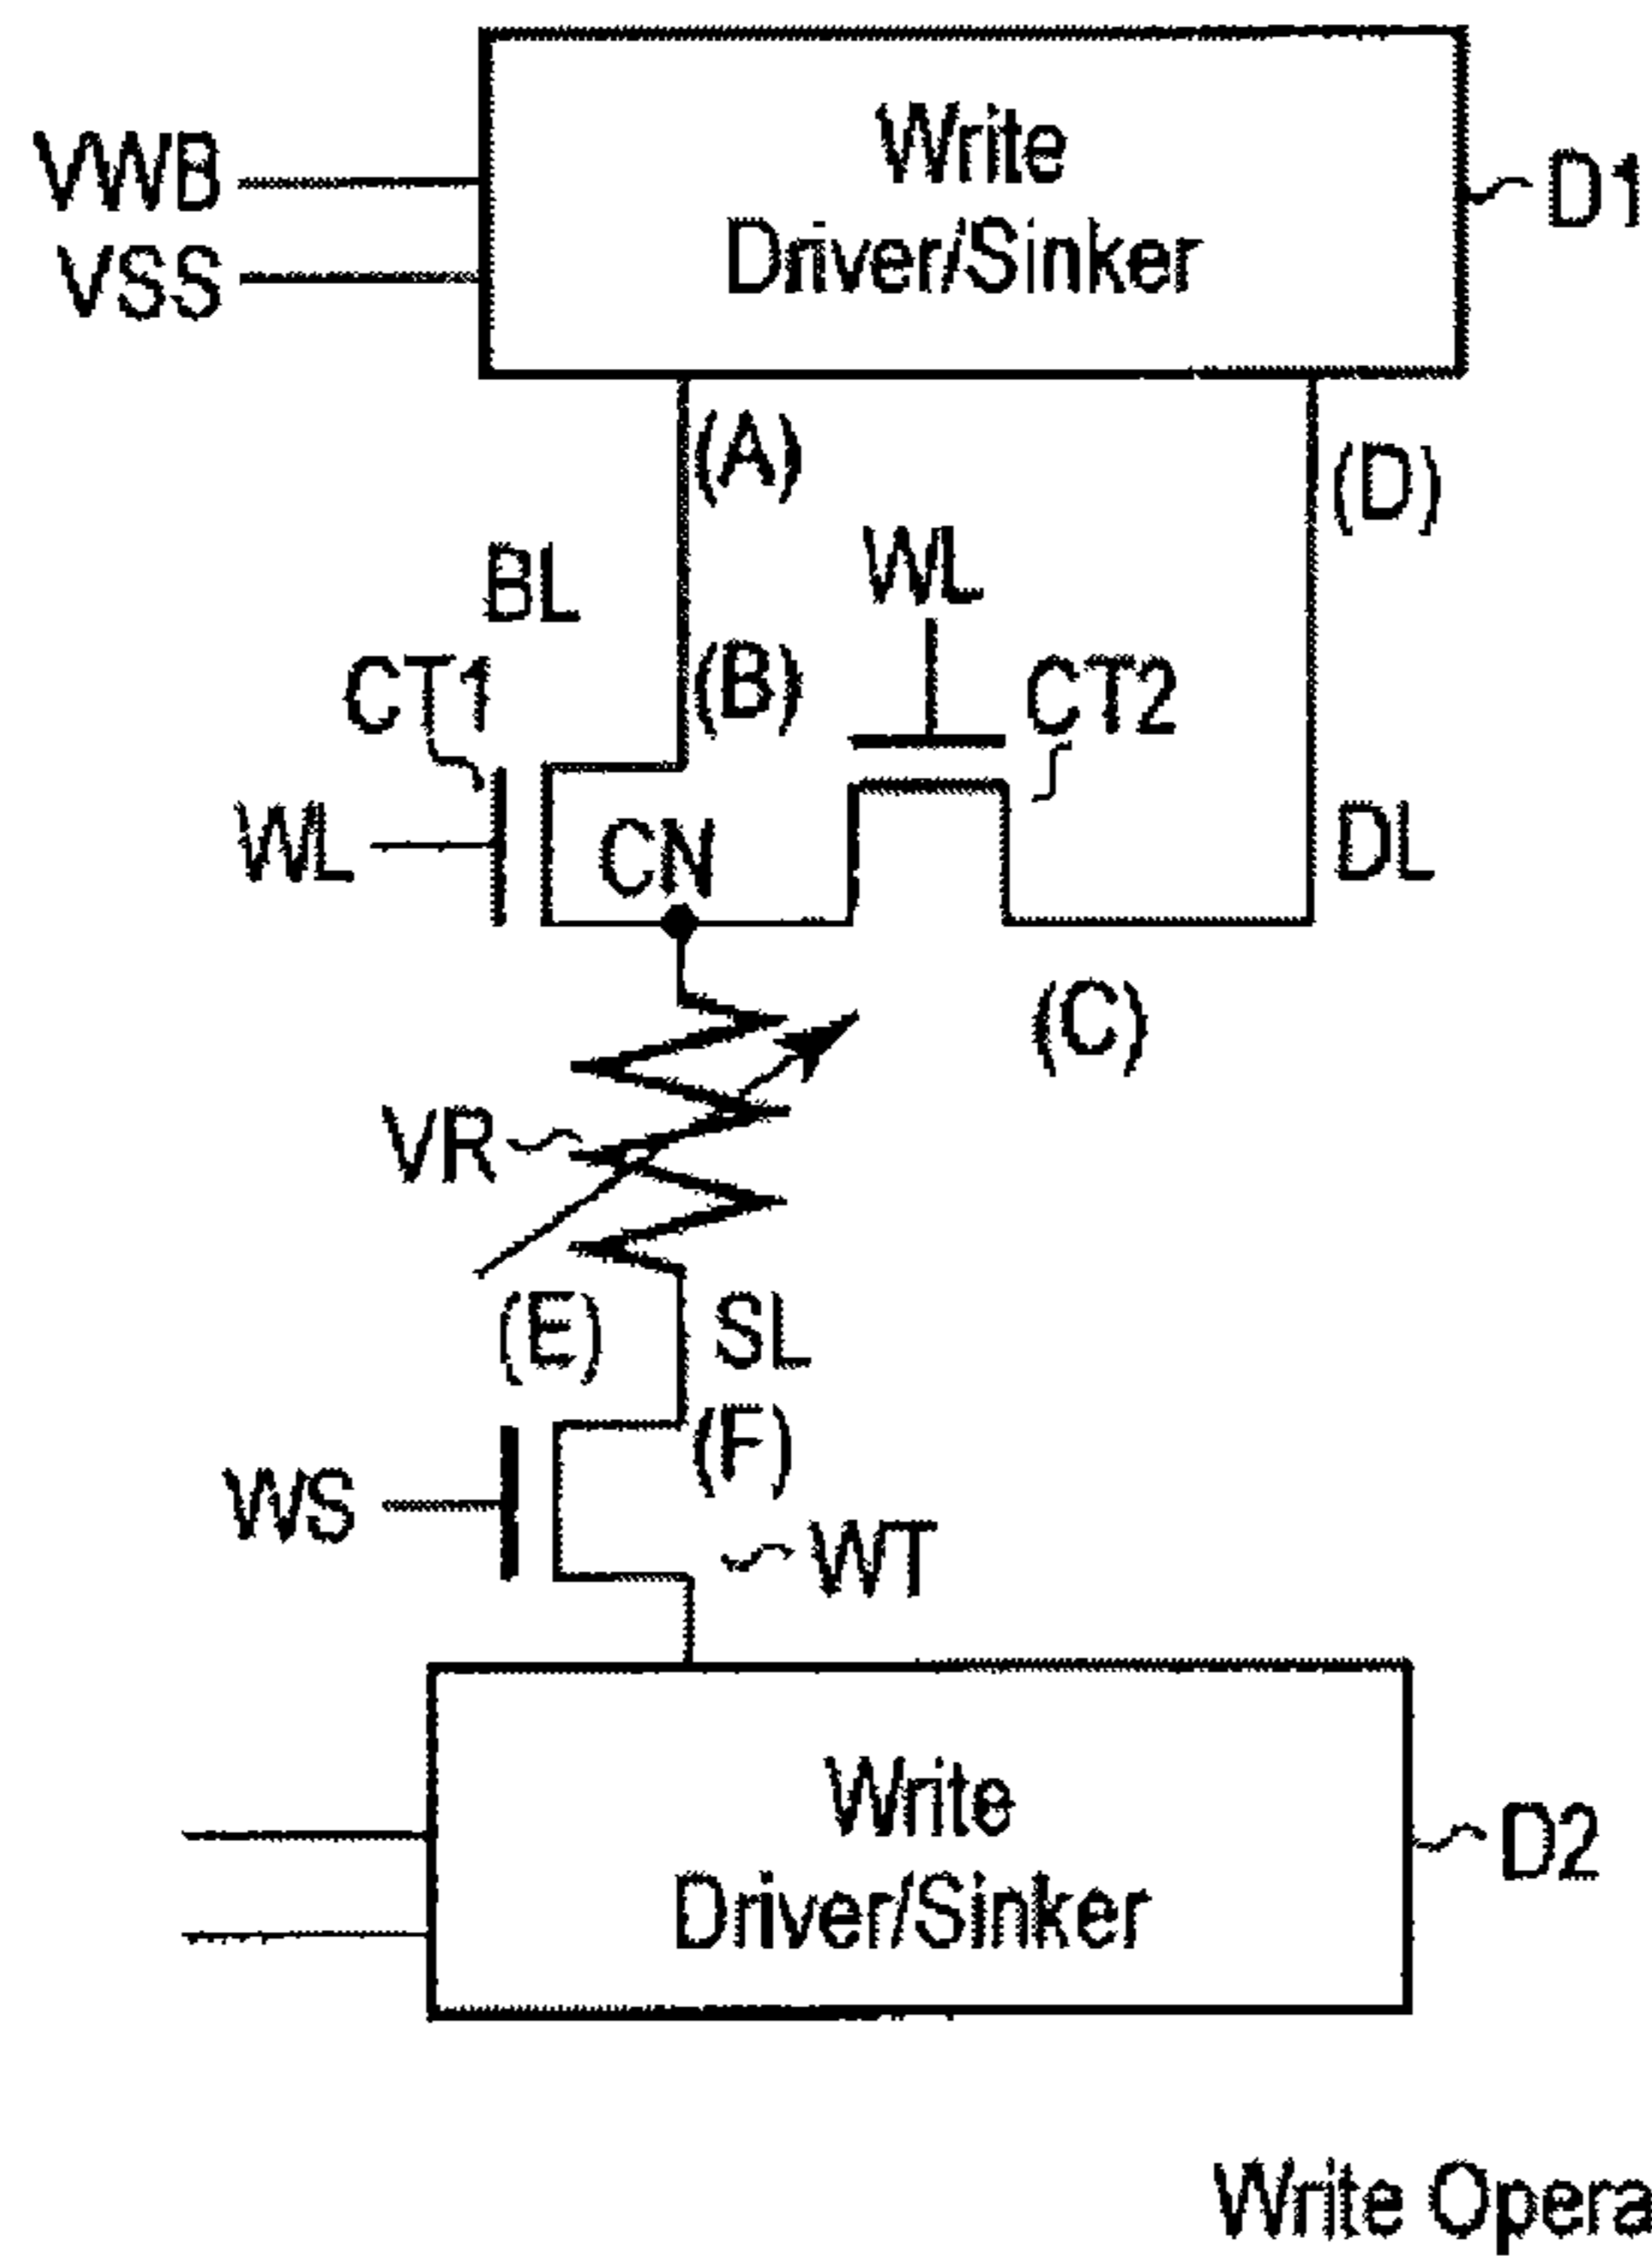 Write
Driver/Sinker
VWB
VSS
D1
(A)
(D)
BL
WL
CT1
(B)
CT2
WL
CN
DL
(C)
VR
(E)
SL
(F)
WS
WT
Write
Driver/Sinker
D2
Write Opera